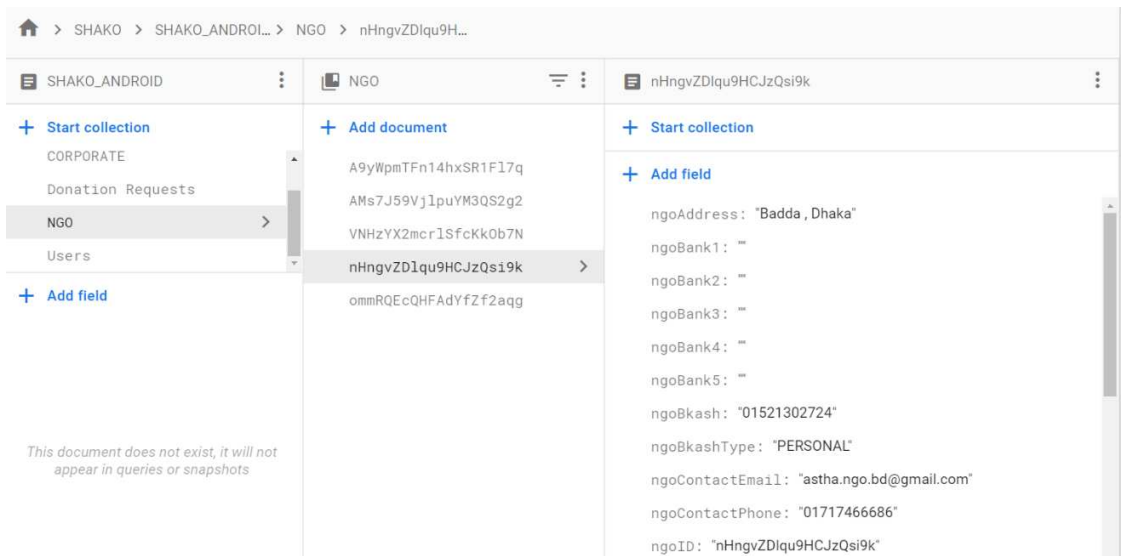 > SHAKO > SHAKO_ANDROI... > NGO > nHngvZDlqu9H...
SHAKO_ANDROID
Start collection
CORPORATE
Donation Requests
NGO
Users
Add field
This document does not exist, it will not
appear in queries or snapshots
NGO
Add document
A9yWpmTFn14hxSR1Fl7q
AMs7J59VjlpuYM3QS2g2
VNHzYX2mcrlSfcKkOb7N
nHngvZDlqu9HCJzQsi9k
ommRQEcQHFAdYfZf2aqg
nHngvZDlqu9HCJzQsi9k
Start collection
Add field
ngoAddress: "Badda , Dhaka"
ngoBank1: ""
ngoBank2: ""
ngoBank3: ""
ngoBank4: ""
ngoBank5: ""
ngoBkash: "01521302724"
ngoBkashType: "PERSONAL"
ngoContactEmail: "astha.ngo.bd@gmail.com"
ngoContactPhone: "01717466686"
ngoID: "nHngvZDlqu9HCJzQsi9k"